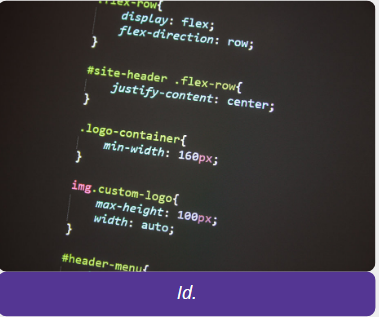 .flex-row{
display: flex;
flex-direction: row;
}
#site-header .flex-row{
justify-content: center;
}
.logo-container{
min-width: 160px;
}
img.custom-logo{
max-height: 100px;
width: auto;
}
#header-menu{
Id.